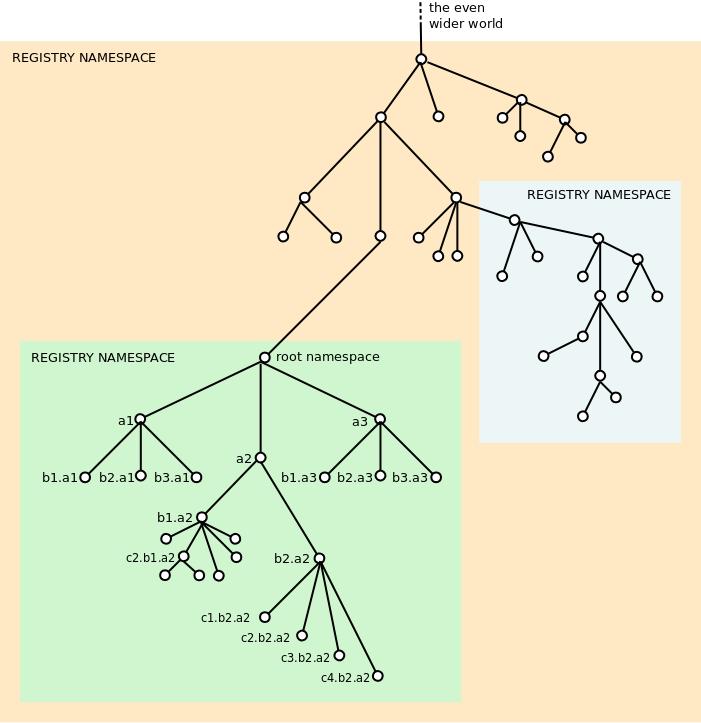 the even
wider world
REGISTRY NAMESPACE
REGISTRY NAMESPACE
REGISTRY NAMESPACE
root namespace
a1
a3
a2
b1.a1
b2.a1
b3.a1
b1.a3
b2.a3
b3.a3
b1.a2
c2.b1.a2
b2.a2
c1.b2.a2
c2.b2.a2
c3.b2.a2
c4.b2.a2